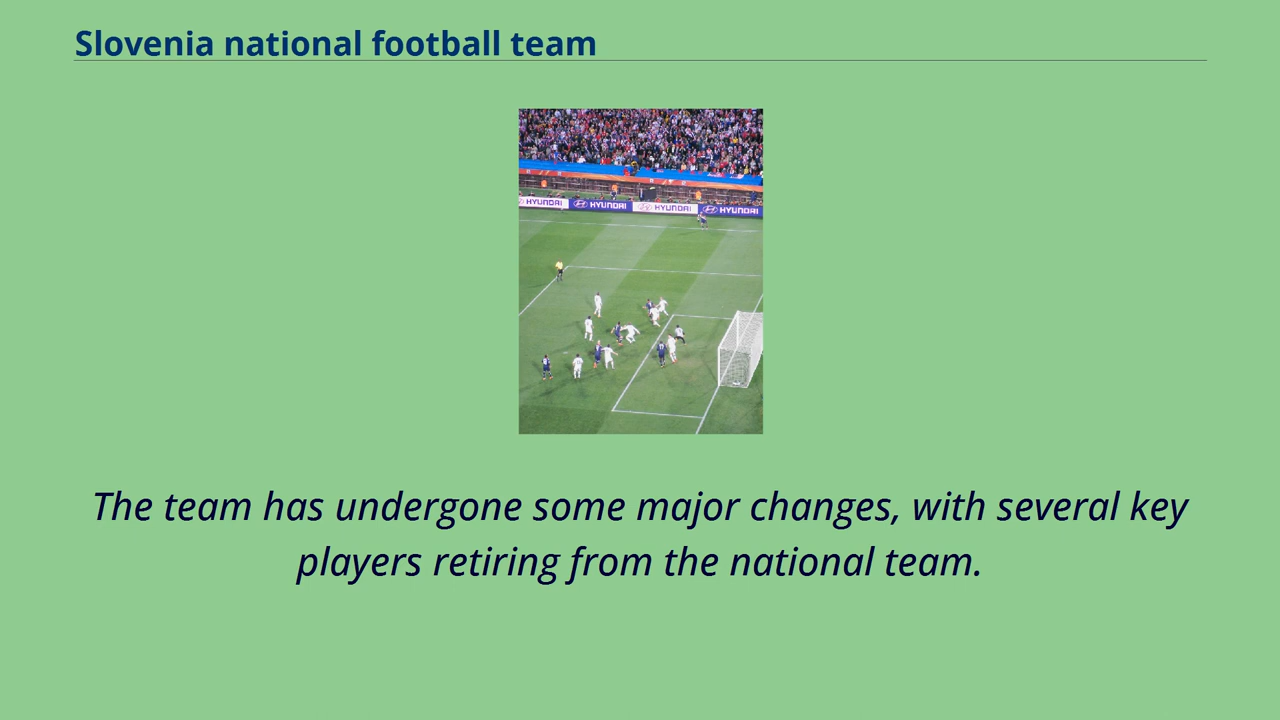 Slovenia national football team
HYUNDAI HYUNDAI HYUNDAI HYUNDAI
The team has undergone some major changes, with several key
players retiring from the national team.